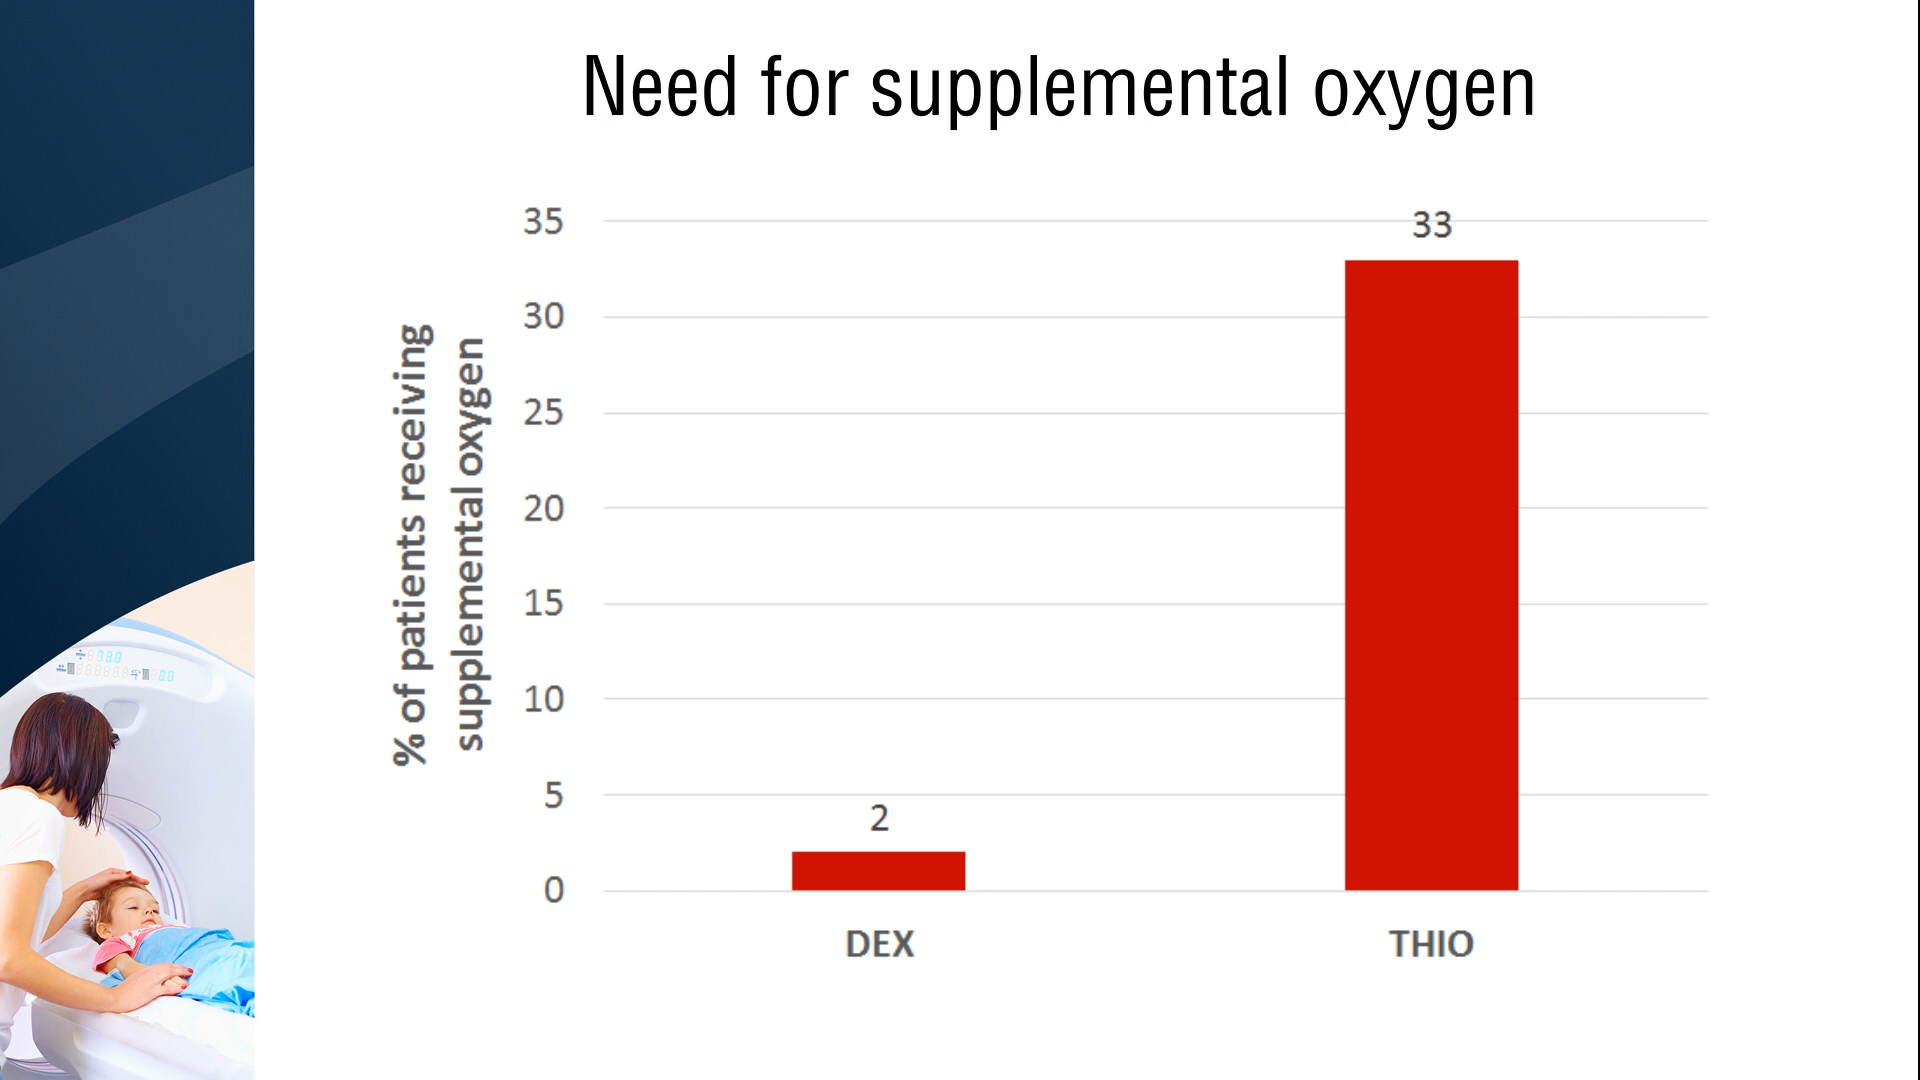 Need for supplemental oxygen
% of patients receiving
supplemental oxygen
35
30
25
20
15
10
5
0
2
33
DEX
THIO